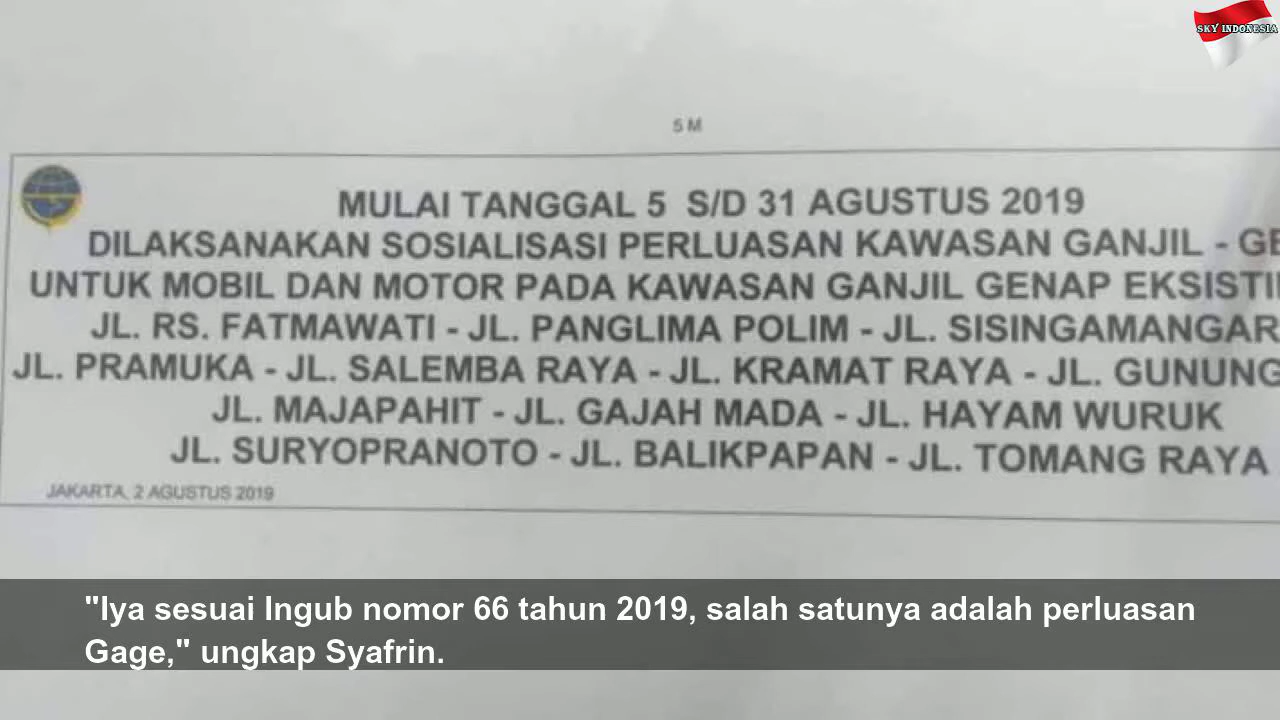 SKY INDONESIA
5 M
MULAI TANGGAL 5 S/D 31 AGUSTUS 2019
DILAKSANAKAN SOSIALISASI PERLUASAN KAWASAN GANJIL -
UNTUK MOBIL DAN MOTOR PADA KAWASAN GANJIL GENAP
JL. RS. FATMAWATI - JL. PANGLIMA POLIM - JL.
JL. PRAMUKA - JL. SALEMBA RAYA - JL. KRAMAT RAYA - JL. GUNUNG
JL. MAJAPAHIT - JL. GAJAH MADA - JL. HAYAM WURUK
JL. SURYOPRANOTO - JL. BALIKPAPAN - JL. TOMANG RAYA
JAKARTA, 2 AGUSTUS 2019
"Iya sesuai Ingub nomor 66 tahun 2019, salah satunya adalah perluasan
Gage," ungkap Syafrin.